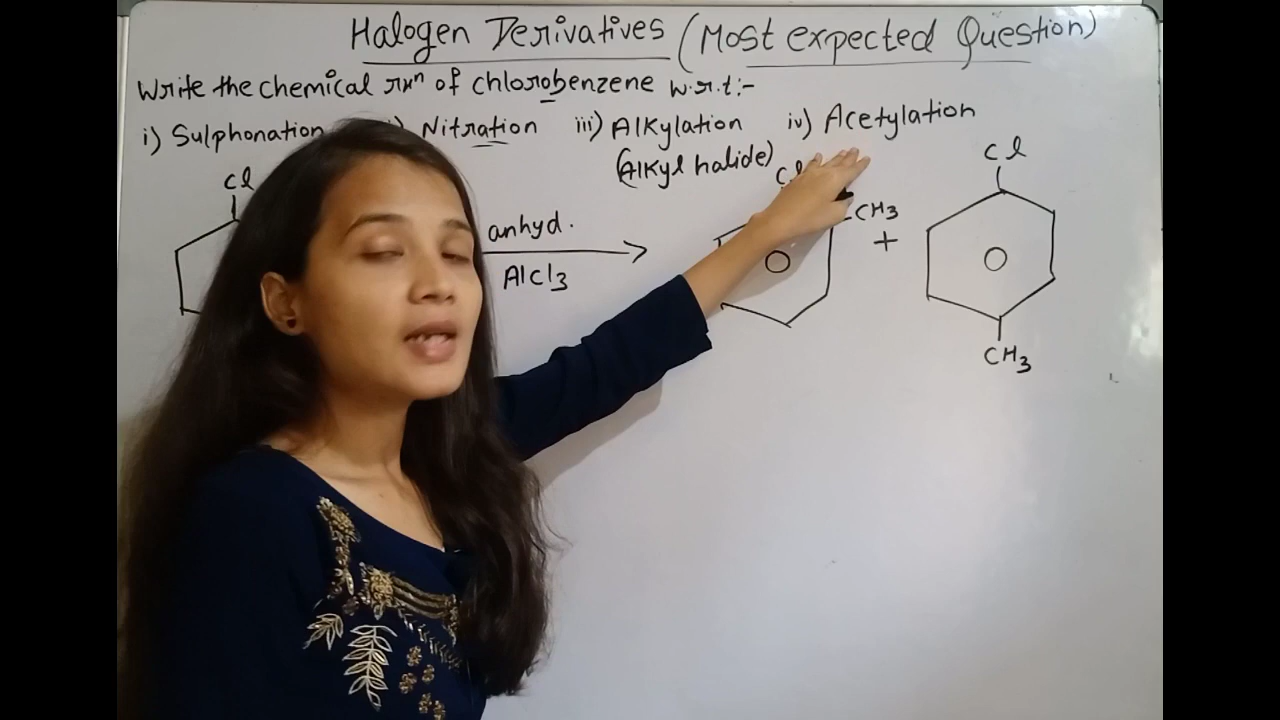 Halogen Derivatives (Most expected Question)
Write the chemical rxⁿ of chlorobenzene w.r.t:-
i) Sulphonation ii) Nitration iii) Alkylation iv) Acetylation
(Alkyl halide)
Cl Cl Cl
anhyd. CH3 +
AlCl3
CH3